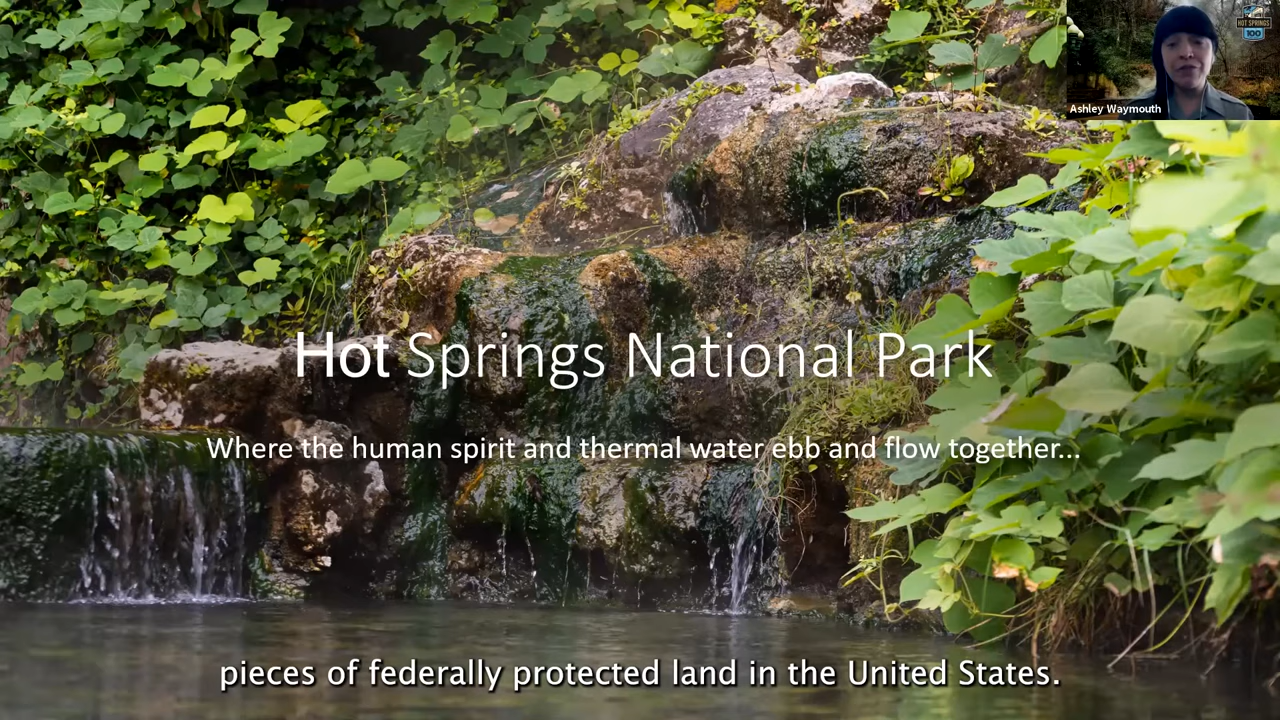 HOT SPRINGS
100
Ashley Waymouth
Hot Springs National Park
Where the human spirit and thermal water ebb and flow together...
pieces of federally protected land in the United States.